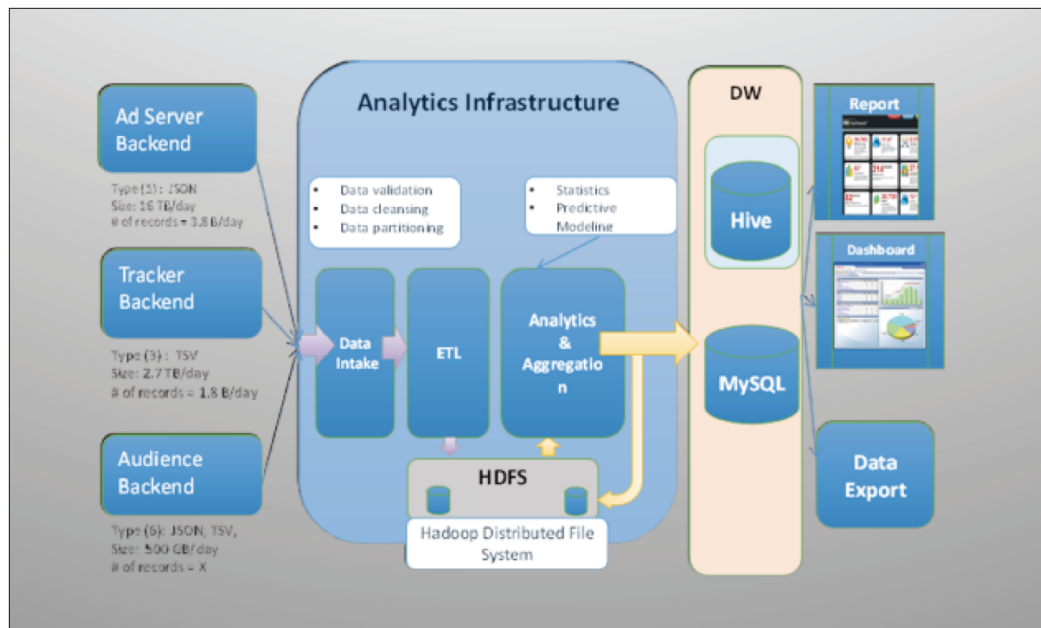 Analytics Infrastructure
DW
Ad Server
Backend
Type (1): JSON
Size: 16 TB/day
# of records = 3.8 B/day
Tracker
Backend
Type (3): TSV
Size: 2.7 TB/day
# of records = 1.8 B/day
Audience
Backend
Type (6): JSON, TSV,
Size: 500 GB/day
# of records = X
Data validation
Data cleansing
Data partitioning
Statistics
Predictive
Modeling
Data
Intake
ETL
Analytics
&
Aggregatio
n
HDFS
Hadoop Distributed File
System
Hive
MySQL
Report
Dashboard
Data
Export